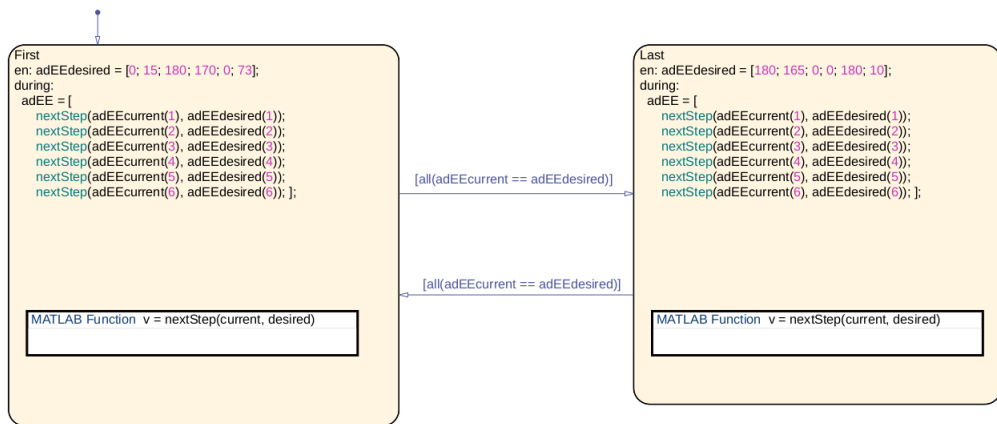 First
en: adEEdesired = [0; 15; 180; 170; 0; 73];
during:
adEE = [
nextStep(adEEcurrent(1), adEEdesired(1));
nextStep(adEEcurrent(2), adEEdesired(2));
nextStep(adEEcurrent(3), adEEdesired(3));
nextStep(adEEcurrent(4), adEEdesired(4));
nextStep(adEEcurrent(5), adEEdesired(5));
nextStep(adEEcurrent(6), adEEdesired(6)); ];
MATLAB Function v = nextStep(current, desired)
[all(adEEcurrent == adEEdesired)]
[all(adEEcurrent == adEEdesired)]
Last
en: adEEdesired = [180; 165; 0; 0; 180; 10];
during:
adEE = [
nextStep(adEEcurrent(1), adEEdesired(1));
nextStep(adEEcurrent(2), adEEdesired(2));
nextStep(adEEcurrent(3), adEEdesired(3));
nextStep(adEEcurrent(4), adEEdesired(4));
nextStep(adEEcurrent(5), adEEdesired(5));
nextStep(adEEcurrent(6), adEEdesired(6)); ];
MATLAB Function v = nextStep(current, desired)